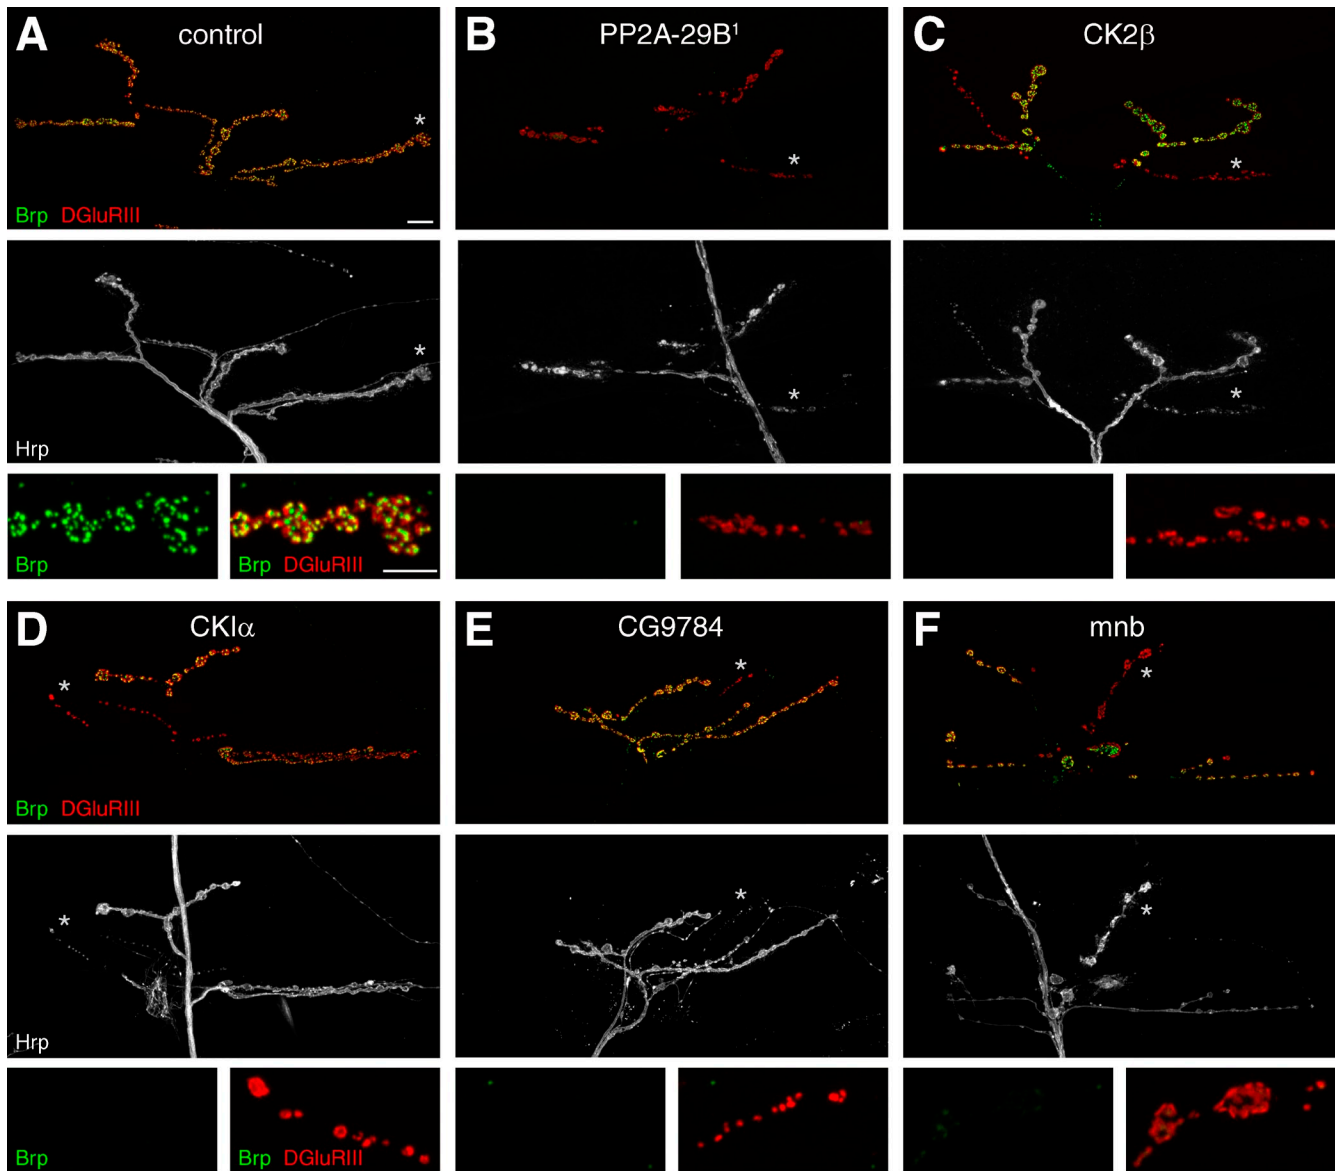 A control
*
Brp DGluRIII
*
Hrp
Brp
Brp DGluRIII
B PP2A-29B¹
*
*
C CK2β
*
*
D CKIα
*
Brp DGluRIII
*
Hrp
Brp
Brp DGluRIII
E CG9784
*
*
F mnb
*
*